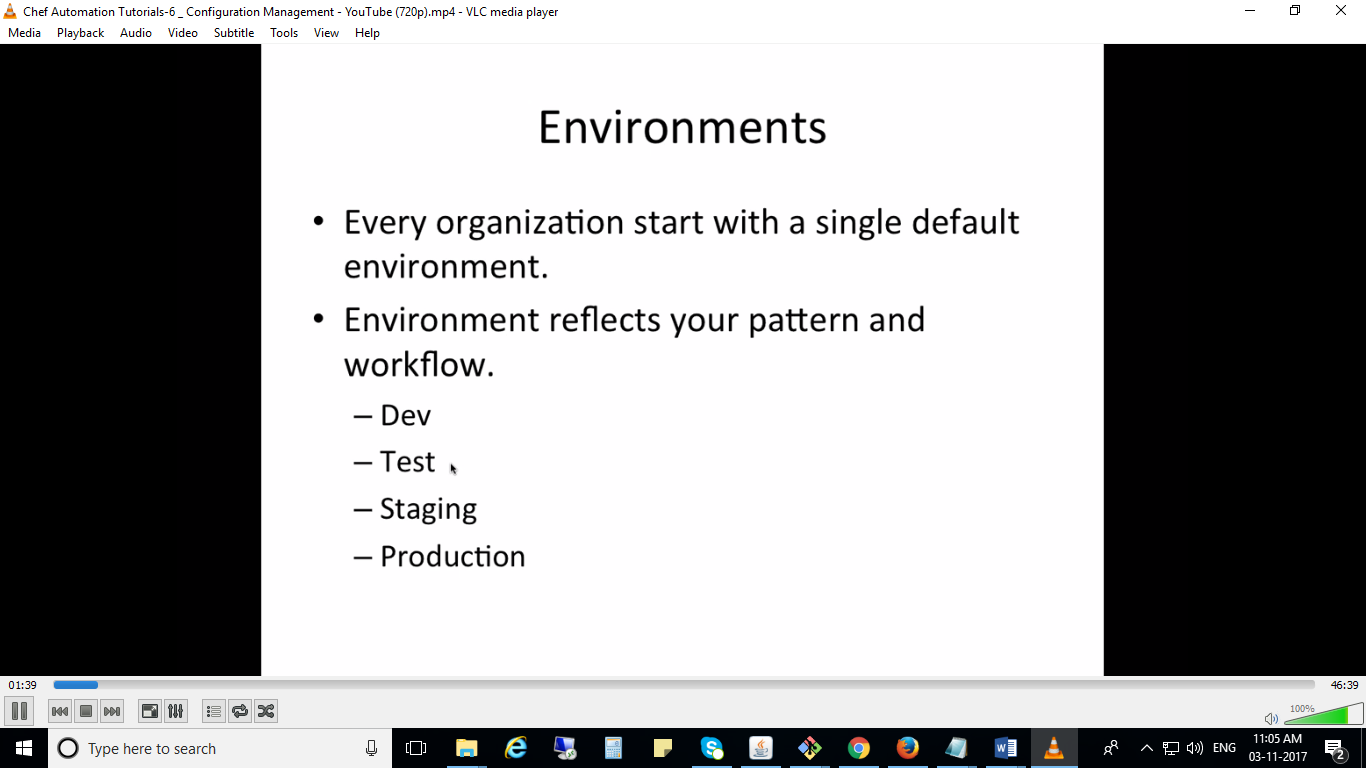 Chef Automation Tutorials-6 _ Configuration Management - YouTube (720p).mp4 - VLC media player
Media Playback Audio Video Subtitle Tools View Help
Environments
• Every organization start with a single default
environment.
• Environment reflects your pattern and
workflow.
– Dev
– Test
– Staging
– Production
01:39 46:39
100%
Type here to search
ENG
11:05 AM
03-11-2017
2